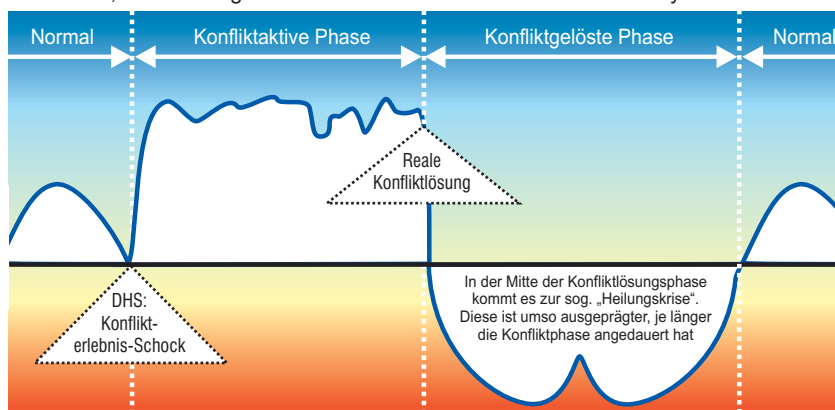 Normal
Konfliktaktive Phase
Konfliktgelöste Phase
Normal
Reale
Konfliktlösung
DHS:
Konflikt-
erlebnis-Schock
In der Mitte der Konfliktlösungsphase
kommt es zur sog. „Heilungskrise“.
Diese ist umso ausgeprägter, je länger
die Konfliktphase angedauert hat